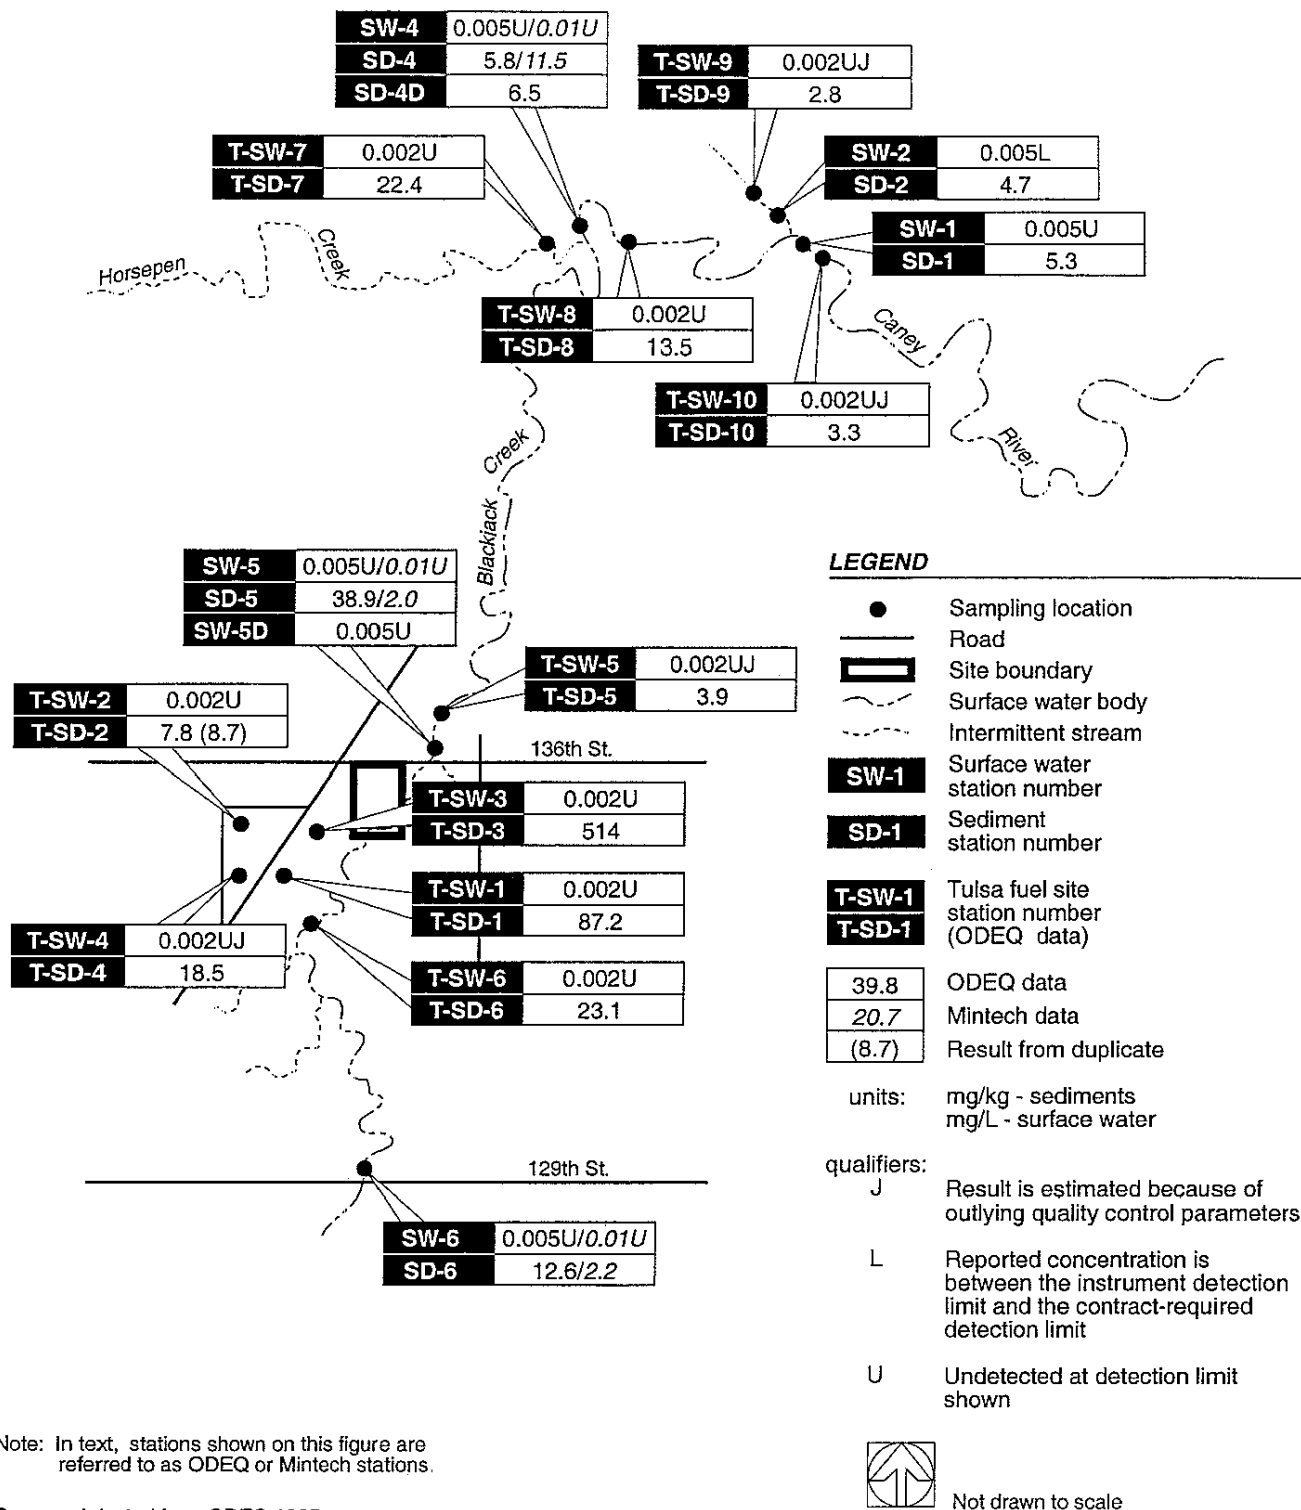 SW-4 0.005U/0.01U
SD-4 5.8/11.5
SD-4D 6.5
T-SW-9 0.002UJ
T-SD-9 2.8
T-SW-7 0.002U
T-SD-7 22.4
SW-2 0.005L
SD-2 4.7
SW-1 0.005U
SD-1 5.3
Horsepen
Creek
T-SW-8 0.002U
T-SD-8 13.5
Caney
River
T-SW-10 0.002UJ
T-SD-10 3.3
Creek
Blackjack
SW-5 0.005U/0.01U
SD-5 38.9/2.0
SW-5D 0.005U
T-SW-5 0.002UJ
T-SD-5 3.9
T-SW-2 0.002U
T-SD-2 7.8 (8.7)
136th St.
T-SW-3 0.002U
T-SD-3 514
T-SW-1 0.002U
T-SD-1 87.2
T-SW-4 0.002UJ
T-SD-4 18.5
T-SW-6 0.002U
T-SD-6 23.1
129th St.
SW-6 0.005U/0.01U
SD-6 12.6/2.2
LEGEND
Sampling location
Road
Site boundary
Surface water body
Intermittent stream
SW-1 Surface water
station number
SD-1 Sediment
station number
T-SW-1 Tulsa fuel site
station number
T-SD-1 (ODEQ data)
39.8 ODEQ data
20.7 Mintech data
(8.7) Result from duplicate
units: mg/kg - sediments
mg/L - surface water
qualifiers:
J Result is estimated because of
outlying quality control parameters
L Reported concentration is
between the instrument detection
limit and the contract-required
detection limit
U Undetected at detection limit
shown
Note: In text, stations shown on this figure are
referred to as ODEQ or Mintech stations.
Not drawn to scale